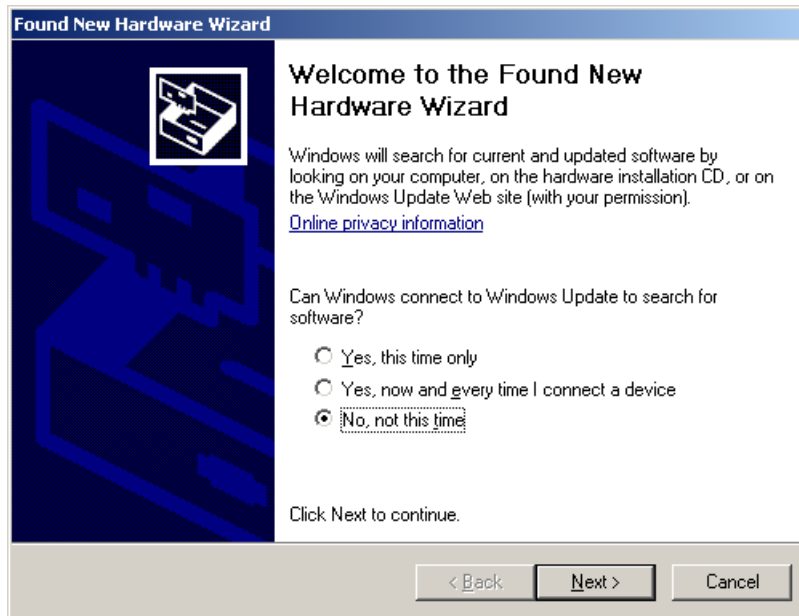 Found New Hardware Wizard
Welcome to the Found New
Hardware Wizard
Windows will search for current and updated software by
looking on your computer, on the hardware installation CD, or on
the Windows Update Web site (with your permission).
Online privacy information
Can Windows connect to Windows Update to search for
software?
Yes, this time only
Yes, now and every time I connect a device
No, not this time
Click Next to continue.
< Back Next > Cancel